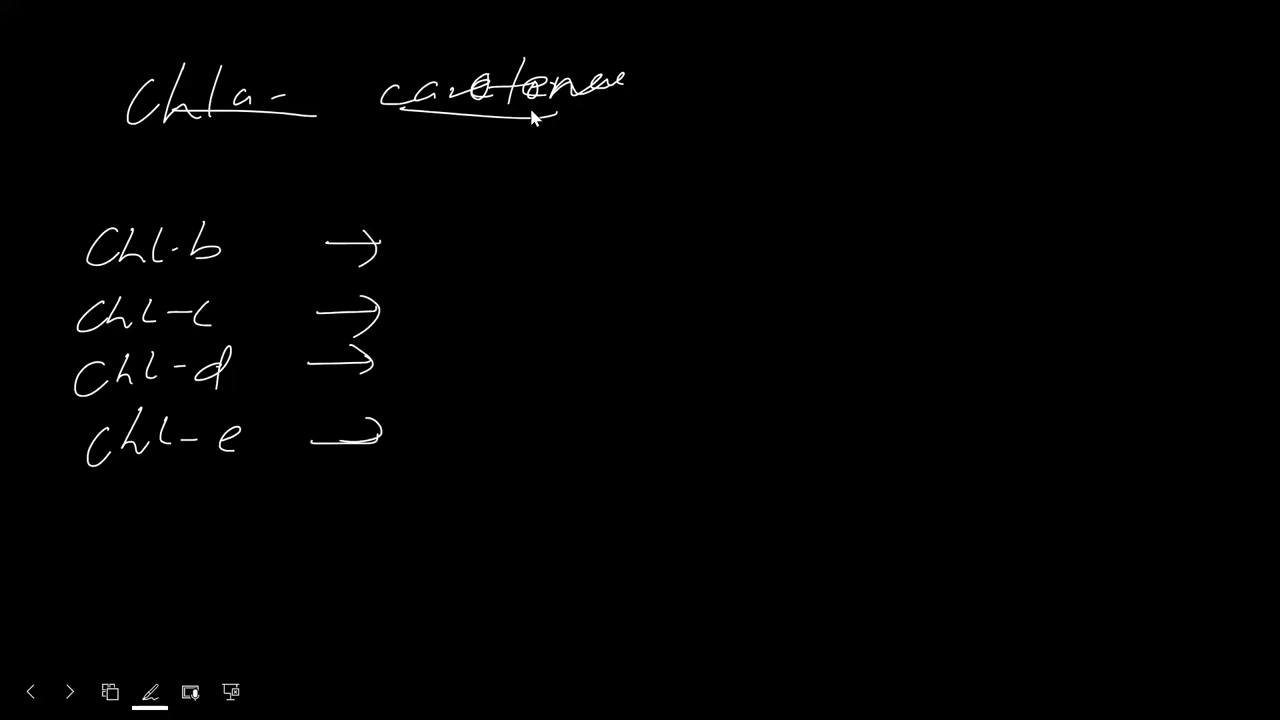 Chl a - carotene
Chl-b →
Chl-c →
Chl-d →
Chl-e →